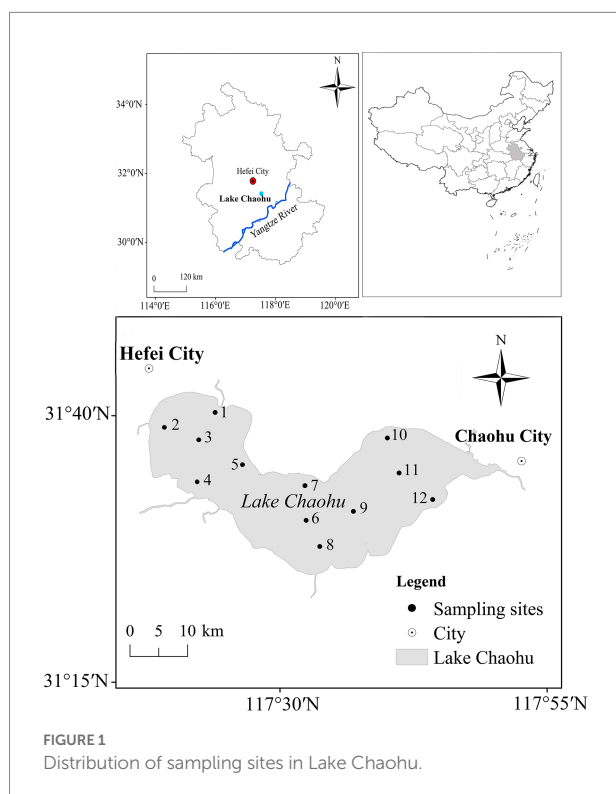 N
34°0′N
32°0′N
30°0′N
Hefei City
Lake Chaohu
Yangtze River
0 120 km
114°0′E 116°0′E 118°0′E 120°0′E
N
Hefei City
31°40′N
1
2
3
4
5
10
Chaohu City
11
7
Lake Chaohu
12
9
6
8
Legend
Sampling sites
City
Lake Chaohu
0 5 10 km
31°15′N
117°30′N 117°55′N
FIGURE 1
Distribution of sampling sites in Lake Chaohu.